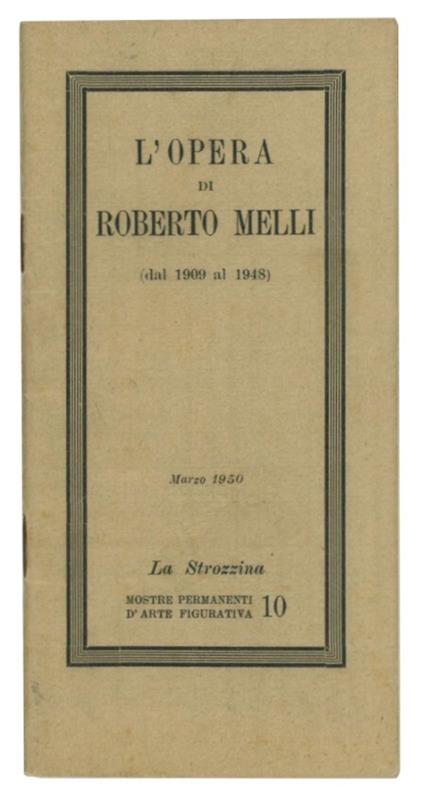 L'OPERA
DI
ROBERTO MELLI
(dal 1909 al 1948)
Marzo 1950
La Strozzina
MOSTRE PERMANENTI
D'ARTE FIGURATIVA 10